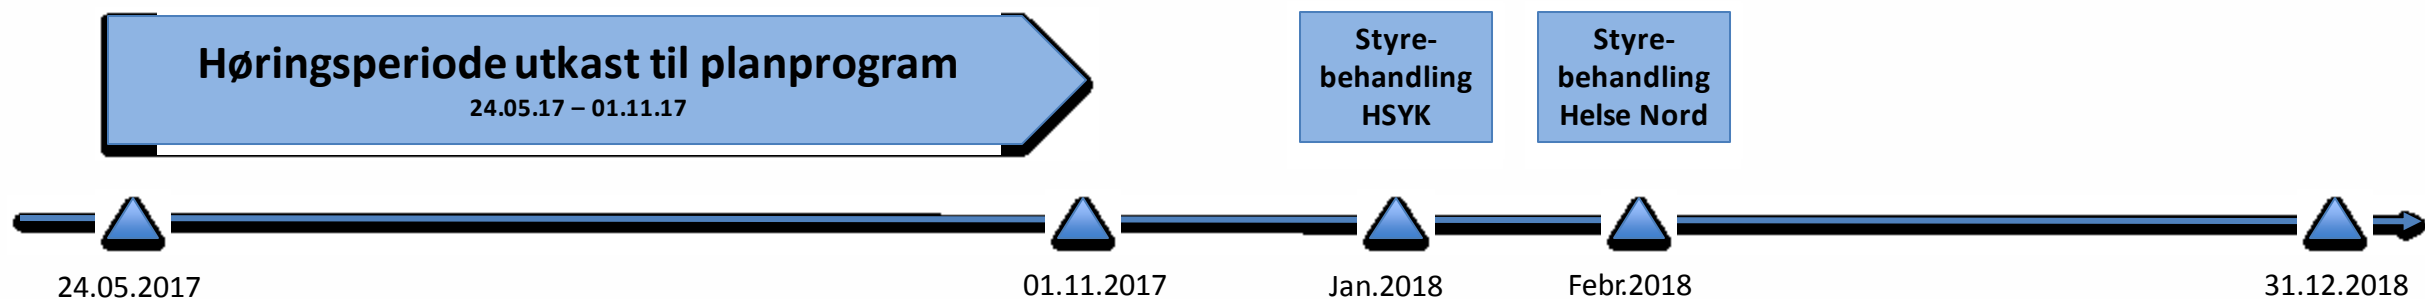 Høringsperiode utkast til planprogram
24.05.17 – 01.11.17
Styre-
behandling
HSYK
Styre-
behandling
Helse Nord
24.05.2017
01.11.2017
Jan.2018
Febr.2018
31.12.2018